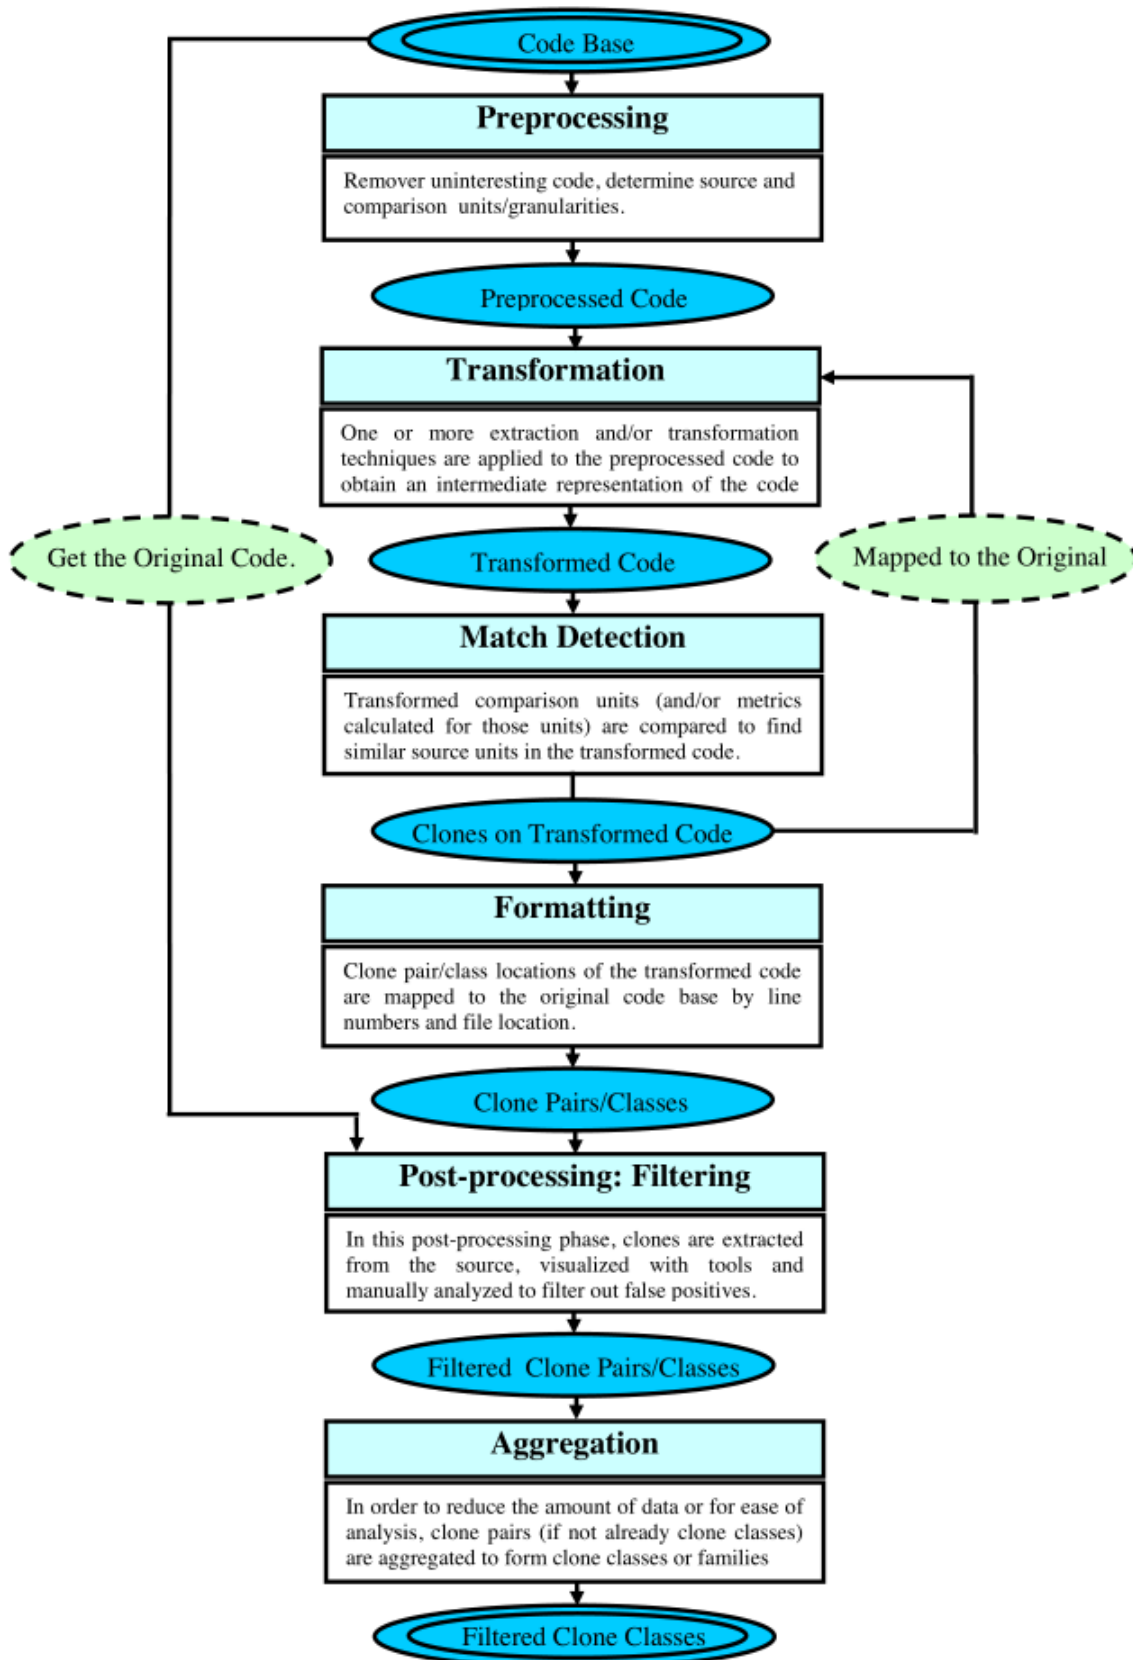 Code Base
Preprocessing
Remover uninteresting code, determine source and
comparison units/granularities.
Preprocessed Code
Transformation
One or more extraction and/or transformation
techniques are applied to the preprocessed code to
obtain an intermediate representation of the code
Get the Original Code.
Transformed Code
Mapped to the Original
Match Detection
Transformed comparison units (and/or metrics
calculated for those units) are compared to find
similar source units in the transformed code.
Clones on Transformed Code
Formatting
Clone pair/class locations of the transformed code
are mapped to the original code base by line
numbers and file location.
Clone Pairs/Classes
Post-processing: Filtering
In this post-processing phase, clones are extracted
from the source, visualized with tools and
manually analyzed to filter out false positives.
Filtered Clone Pairs/Classes
Aggregation
In order to reduce the amount of data or for ease of
analysis, clone pairs (if not already clone classes)
are aggregated to form clone classes or families
Filtered Clone Classes